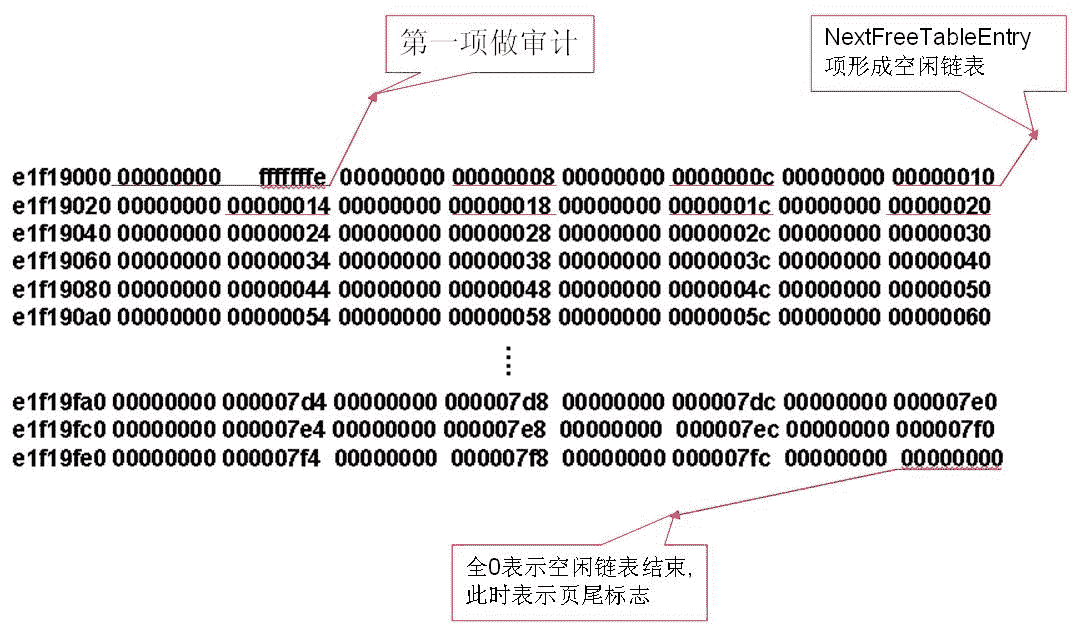 第一项做审计
NextFreeTableEntry
项形成空闲链表
e1f19000 00000000 fffffffe 00000000 00000008 00000000 0000000c 00000000 00000010
e1f19020 00000000 00000014 00000000 00000018 00000000 0000001c 00000000 00000020
e1f19040 00000000 00000024 00000000 00000028 00000000 0000002c 00000000 00000030
e1f19060 00000000 00000034 00000000 00000038 00000000 0000003c 00000000 00000040
e1f19080 00000000 00000044 00000000 00000048 00000000 0000004c 00000000 00000050
e1f190a0 00000000 00000054 00000000 00000058 00000000 0000005c 00000000 00000060
⋮
e1f19fa0 00000000 000007d4 00000000 000007d8 00000000 000007dc 00000000 000007e0
e1f19fc0 00000000 000007e4 00000000 000007e8 00000000 000007ec 00000000 000007f0
e1f19fe0 00000000 000007f4 00000000 000007f8 00000000 000007fc 00000000 00000000
全0表示空闲链表结束,
此时表示页尾标志